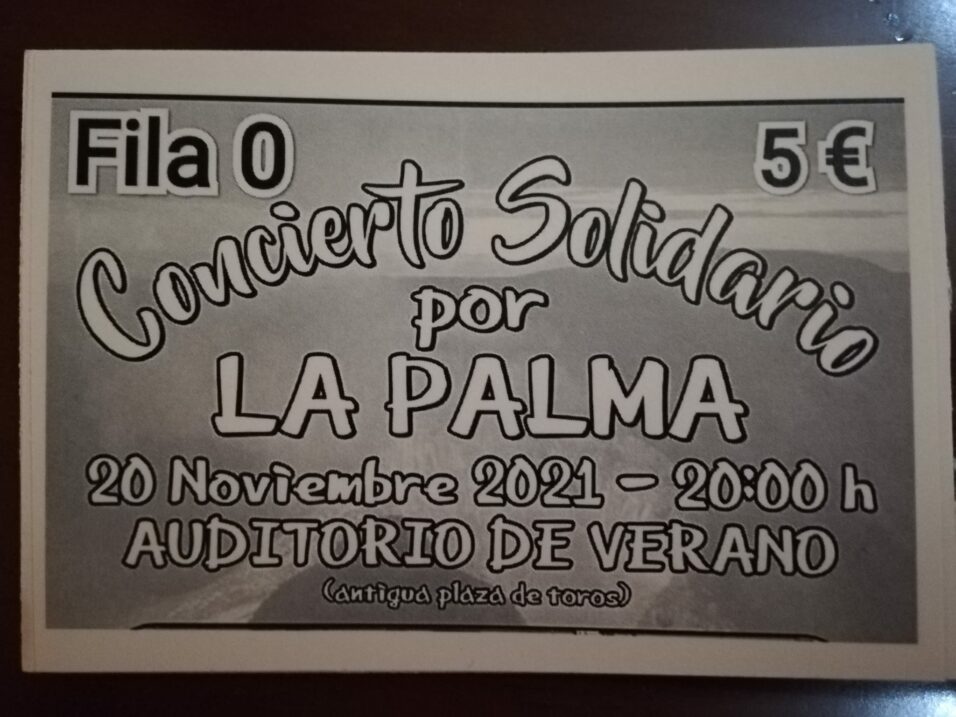 Fila 0
5 €
Concierto Solidario
por
LA PALMA
20 Noviembre 2021 - 20:00 h
AUDITORIO DE VERANO
(antigua plaza de toros)